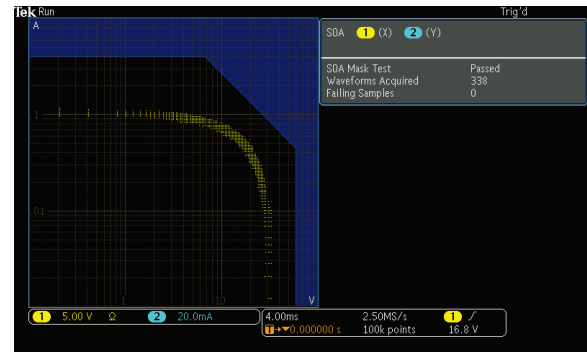 Tek Run Trig'd
A
SOA 1 (X) 2 (Y)
SOA Mask Test Passed
Waveforms Acquired 338
Failing Samples 0
.1
.01
1 10 V
1 5.00 V Ω 2 20.0mA
4.00ms 2.50MS/s 1
T→▼0.000000 s 100k points 16.8 V